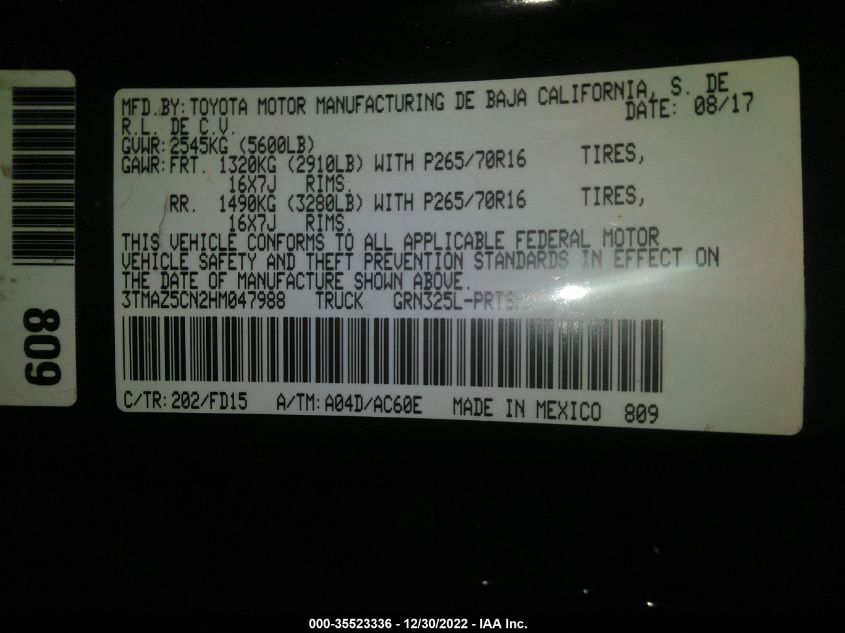 MFD.BY:TOYOTA MOTOR MANUFACTURING DE BAJA CALIFORNIA, S. DE
R.L. DE C.V. DATE: 08/17
GVWR:2545KG (5600LB)
GAWR:FRT. 1320KG (2910LB) WITH P265/70R16 TIRES,
16X7J RIMS.
RR. 1490KG (3280LB) WITH P265/70R16 TIRES,
16X7J RIMS.
THIS VEHICLE CONFORMS TO ALL APPLICABLE FEDERAL MOTOR
VEHICLE SAFETY AND THEFT PREVENTION STANDARDS IN EFFECT ON
THE DATE OF MANUFACTURE SHOWN ABOVE.
3TMAZ5CN2HM047988 TRUCK
C/TR:202/FD15 A/TM:A04D/AC60E MADE IN MEXICO 809
809
000-35523336 - 12/30/2022 - IAA Inc.